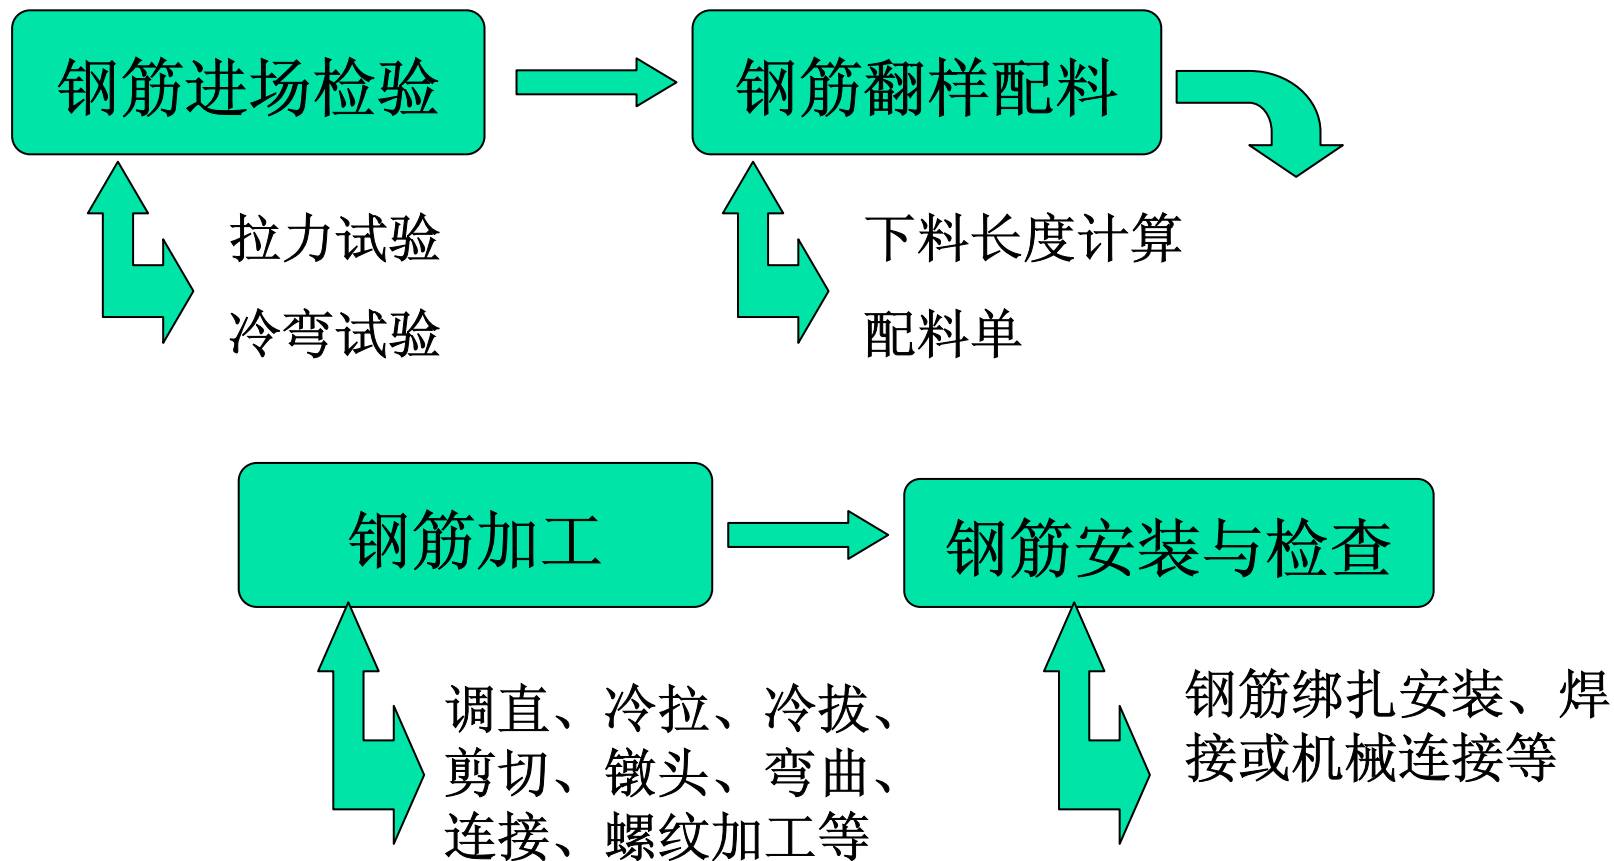 钢筋进场检验
钢筋翻样配料
拉力试验
冷弯试验
下料长度计算
配料单
钢筋加工
钢筋安装与检查
调直、冷拉、冷拔、
剪切、镦头、弯曲、
连接、螺纹加工等
钢筋绑扎安装、焊
接或机械连接等